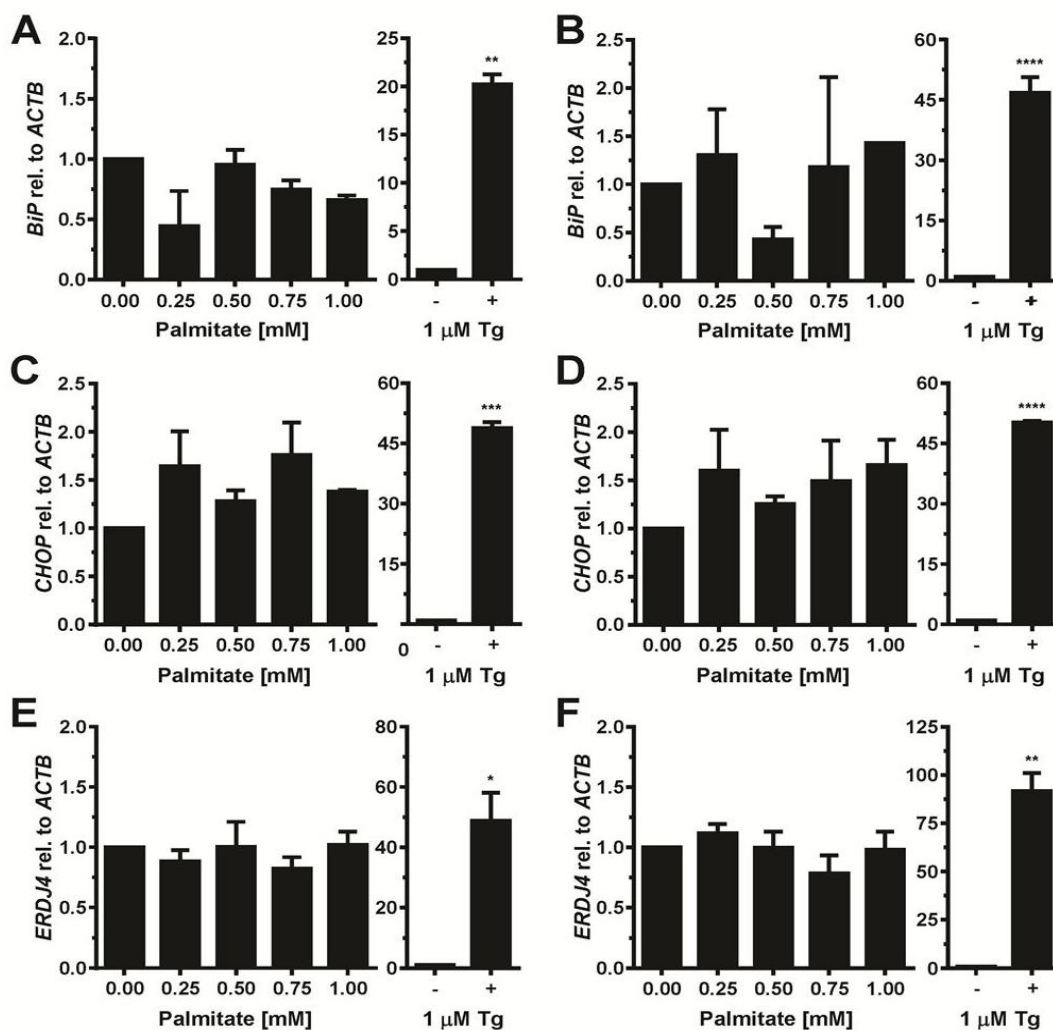 A
BiP rel. to ACTB
2.0
1.5
1.0
0.5
0.0
0.00 0.25 0.50 0.75 1.00
Palmitate [mM]
25
20
15
10
5
0
**
- +
1 μM Tg
B
BiP rel. to ACTB
2.5
2.0
1.5
1.0
0.5
0.0
0.00 0.25 0.50 0.75 1.00
Palmitate [mM]
60
45
30
15
0
****
- +
1 μM Tg
C
CHOP rel. to ACTB
2.5
2.0
1.5
1.0
0.5
0.0
0.00 0.25 0.50 0.75 1.00
Palmitate [mM]
60
45
30
15
0
***
- +
1 μM Tg
D
CHOP rel. to ACTB
2.5
2.0
1.5
1.0
0.5
0.0
0.00 0.25 0.50 0.75 1.00
Palmitate [mM]
60
45
30
15
0
****
- +
1 μM Tg
E
ERDJ4 rel. to ACTB
2.0
1.5
1.0
0.5
0.0
0.00 0.25 0.50 0.75 1.00
Palmitate [mM]
80
60
40
20
0
*
- +
1 μM Tg
F
ERDJ4 rel. to ACTB
2.0
1.5
1.0
0.5
0.0
0.00 0.25 0.50 0.75 1.00
Palmitate [mM]
125
100
75
50
25
0
**
- +
1 μM Tg